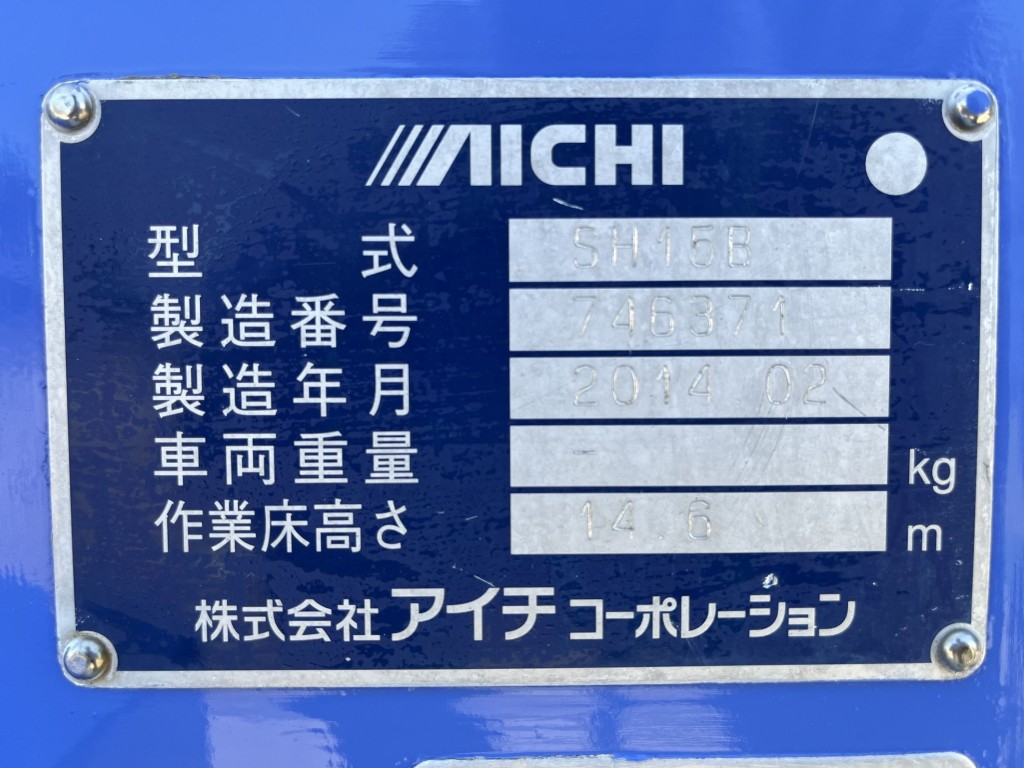 AICHI
型式 SH15B
製造番号 746371
製造年月 2014 02
車両重量 - kg
作業床高さ 14.6 m
株式会社アイチコーポレーション